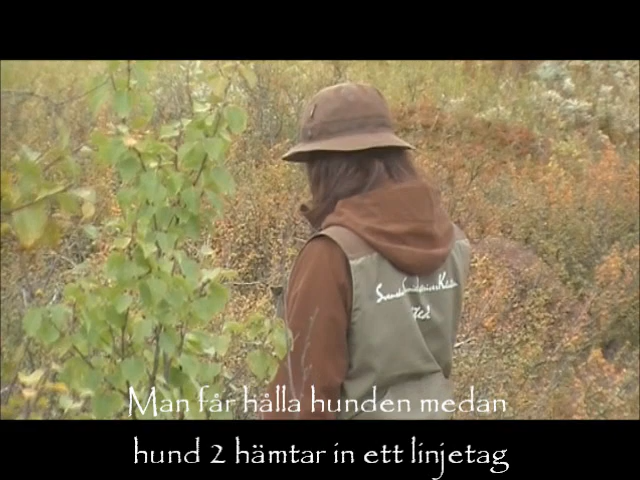 Man får hålla hunden medan
hund 2 hämtar in ett linjetag